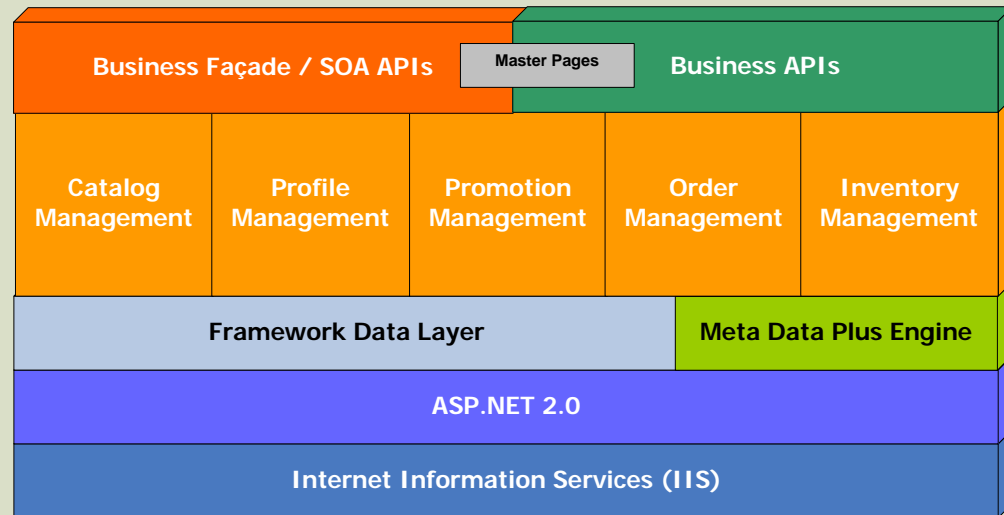 Business Façade / SOA APIs
Master Pages
Business APIs
Catalog
Management
Profile
Management
Promotion
Management
Order
Management
Inventory
Management
Framework Data Layer
Meta Data Plus Engine
ASP.NET 2.0
Internet Information Services (IIS)